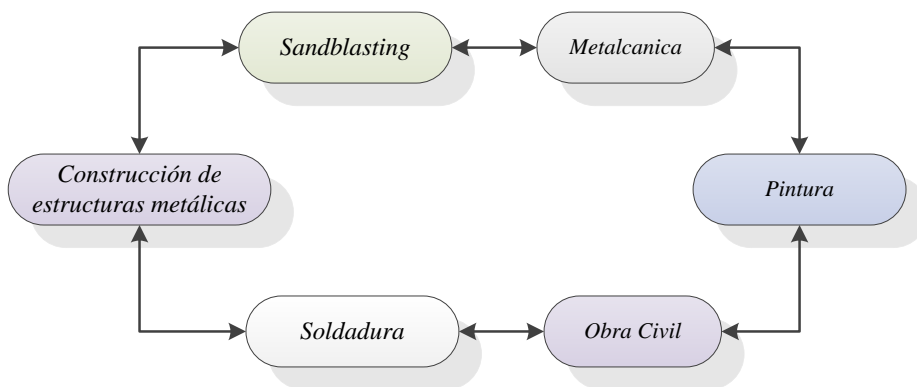 Sandblasting
Metalcanica
Construcción de
estructuras metálicas
Pintura
Soldadura
Obra Civil